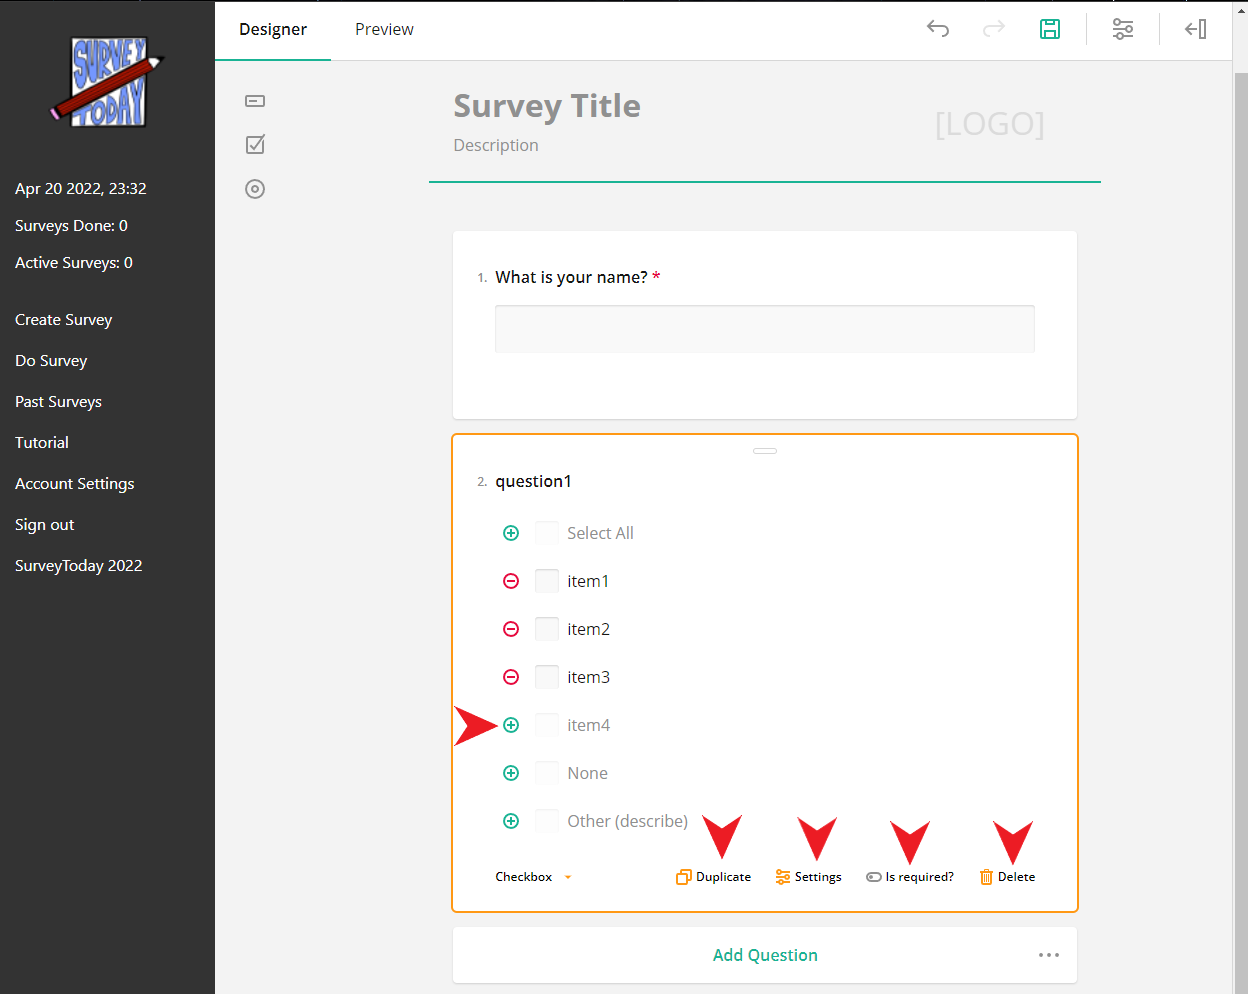 SURVEY
TODAY
Apr 20 2022, 23:32
Surveys Done: 0
Active Surveys: 0
Create Survey
Do Survey
Past Surveys
Tutorial
Account Settings
Sign out
SurveyToday 2022
Designer Preview
Survey Title
[LOGO]
Description
1. What is your name? *
2. question1
Select All
item1
item2
item3
item4
None
Other (describe)
Checkbox Duplicate Settings Is required? Delete
Add Question